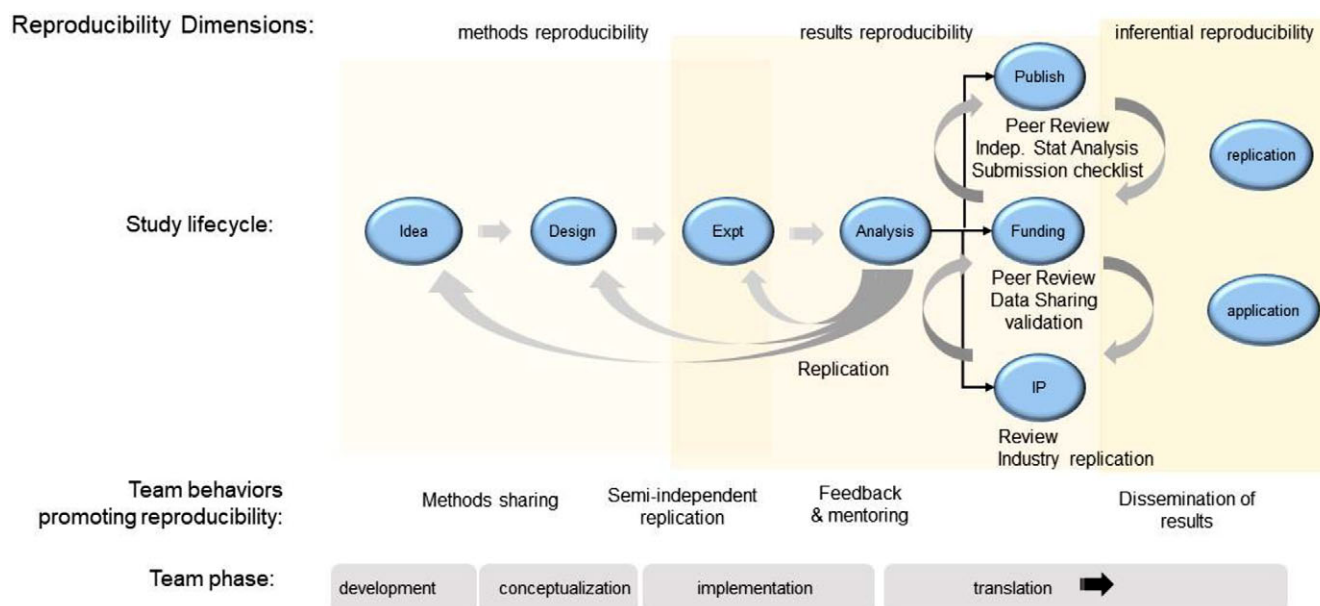 Reproducibility Dimensions:
methods reproducibility
results reproducibility
inferential reproducibility
Publish
Peer Review
Indep. Stat Analysis
Submission checklist
replication
Study lifecycle:
Idea
Design
Expt
Analysis
Funding
Peer Review
Data Sharing
validation
application
Replication
IP
Review
Industry replication
Team behaviors
promoting reproducibility:
Methods sharing
Semi-independent
replication
Feedback
& mentoring
Dissemination of
results
Team phase:
development
conceptualization
implementation
translation